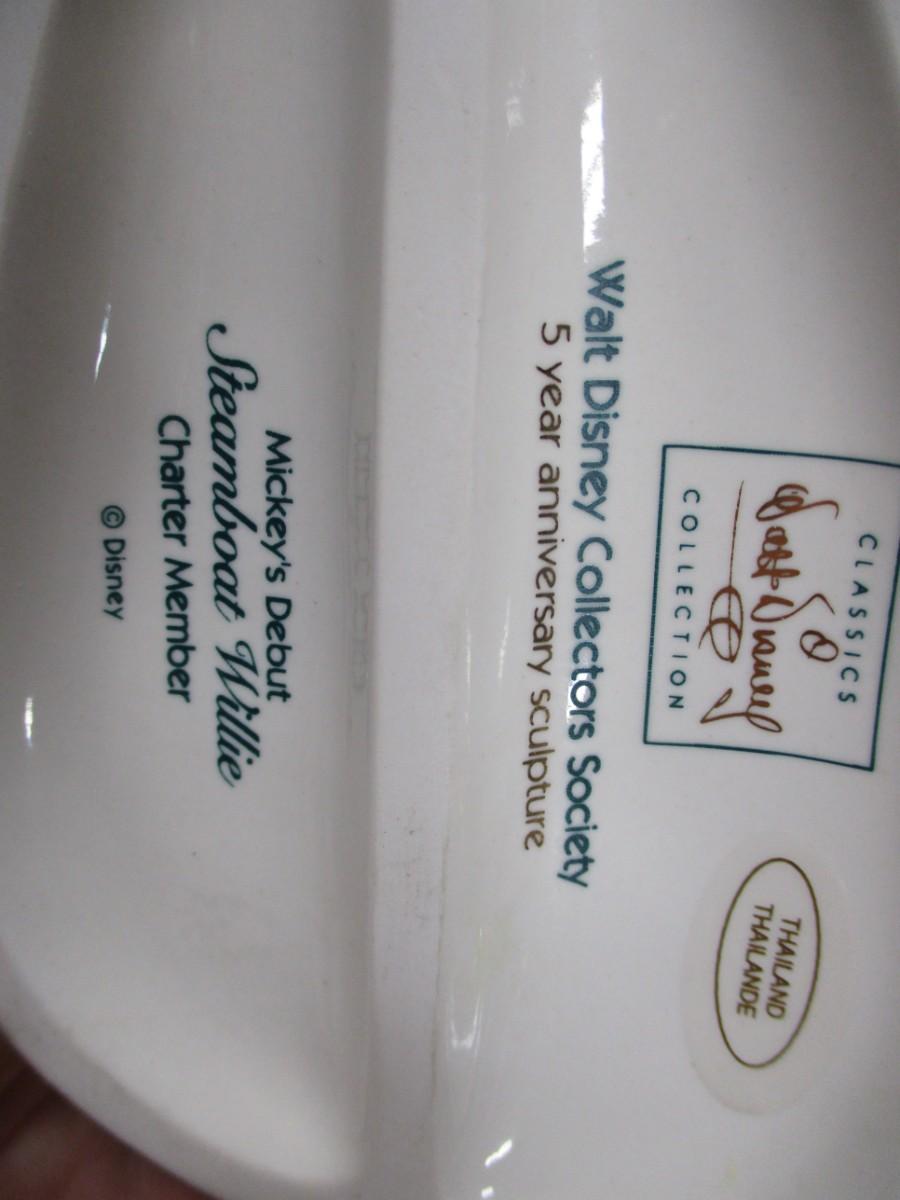 CLASSICS
Walt Disney
COLLECTION
THAILAND
THAILANDE
Walt Disney Collectors Society
5 year anniversary sculpture
Mickey's Debut
Steamboat Willie
Charter Member
© Disney